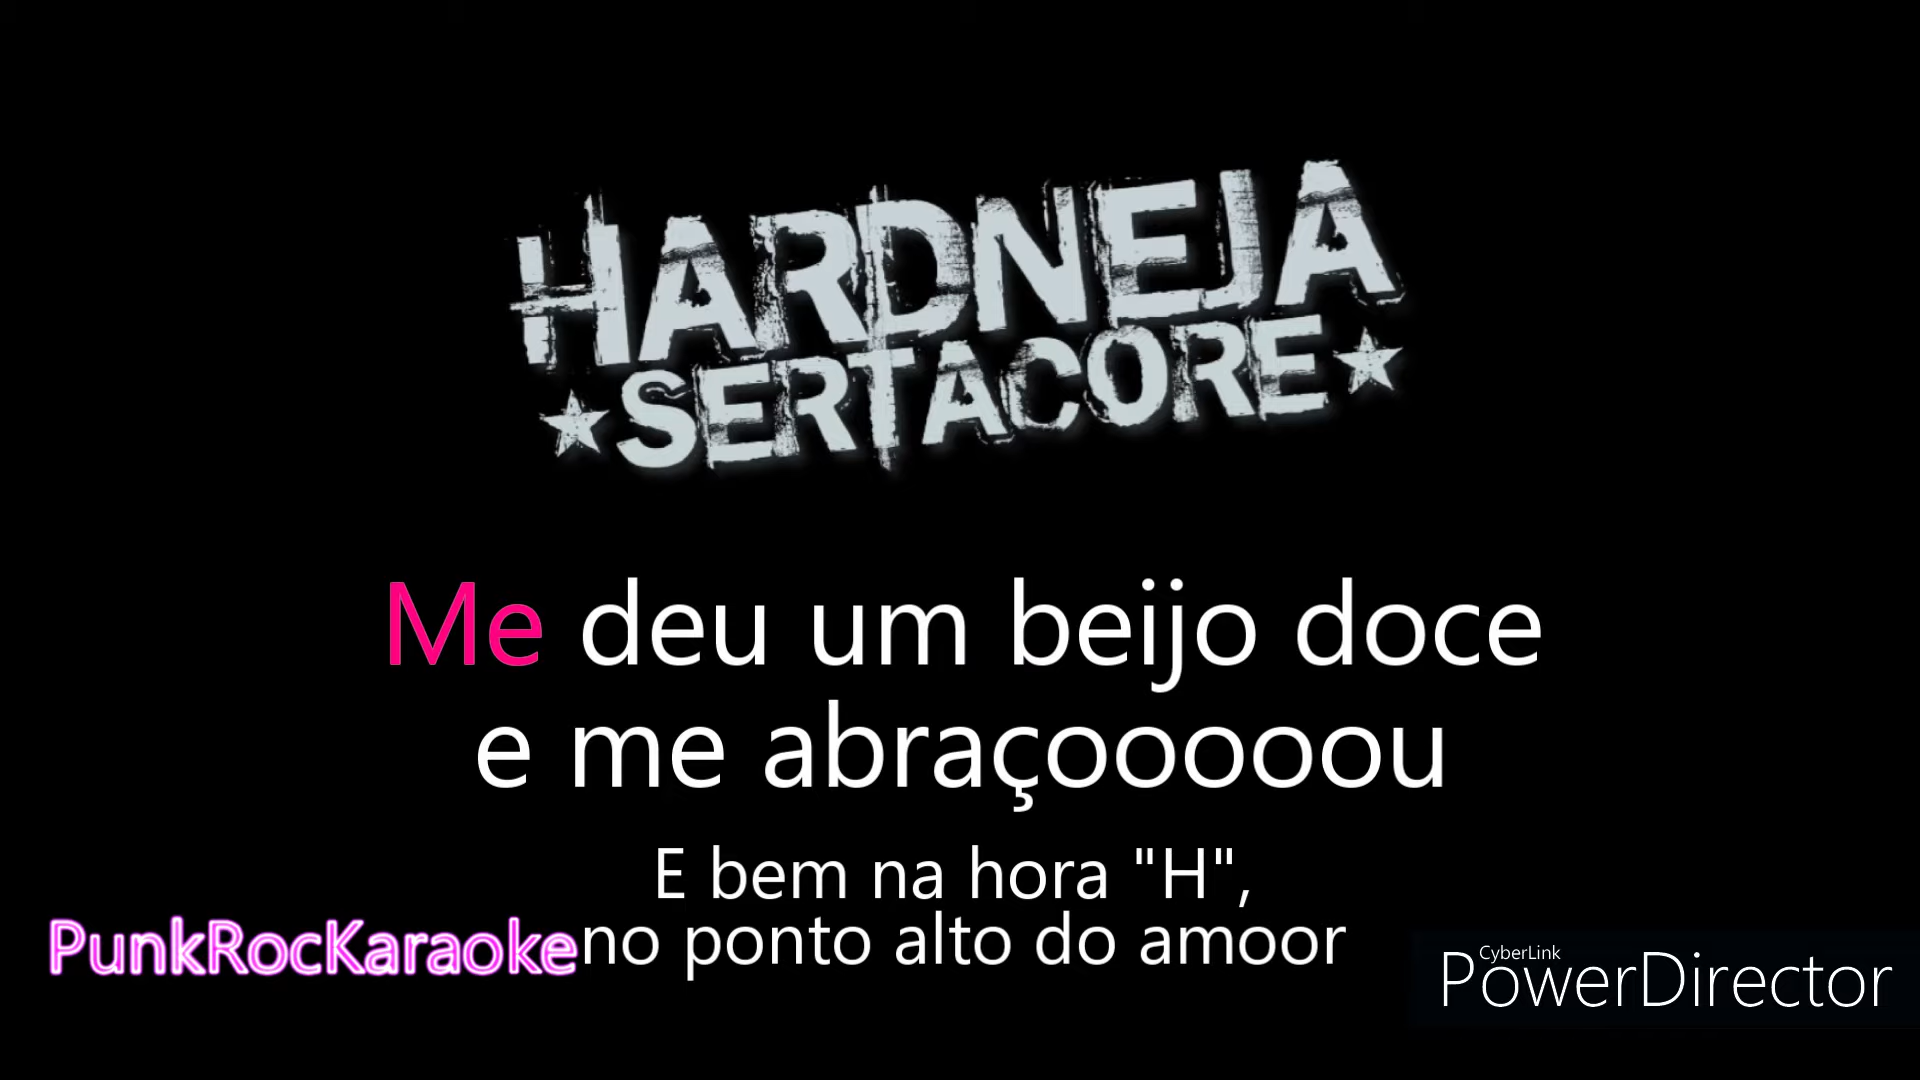 HARDNEJA
★SERTACORE★
Me deu um beijo doce
e me abraçooooou
E bem na hora "H",
no ponto alto do amoor
PunkRocKaraoke
CyberLink
PowerDirector